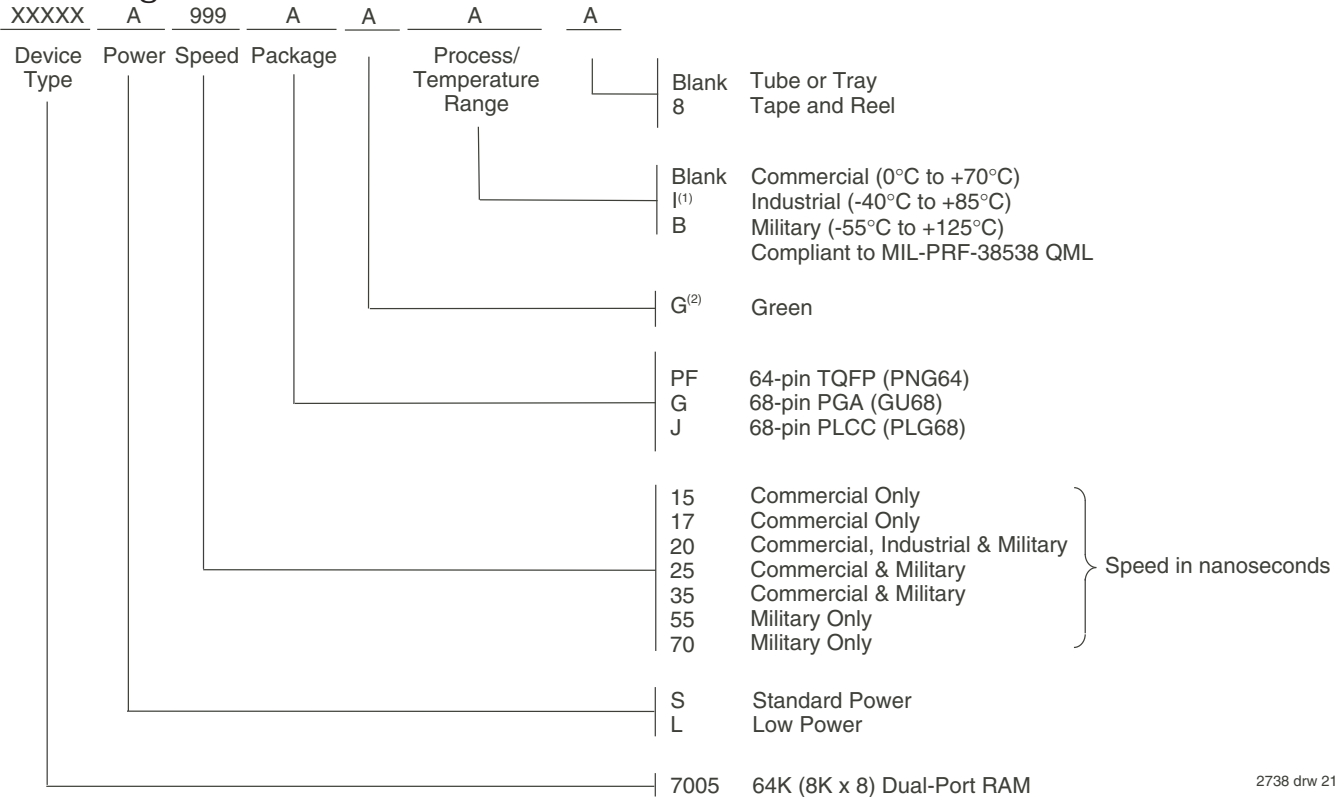 XXXXX A 999 A A A A
Device Type Power Speed Package Process/ Temperature Range
Blank Tube or Tray
8 Tape and Reel
Blank Commercial (0°C to +70°C)
I(1) Industrial (-40°C to +85°C)
B Military (-55°C to +125°C)
Compliant to MIL-PRF-38538 QML
G(2) Green
PF 64-pin TQFP (PNG64)
G 68-pin PGA (GU68)
J 68-pin PLCC (PLG68)
15 Commercial Only
17 Commercial Only
20 Commercial, Industrial & Military
25 Commercial & Military
35 Commercial & Military
55 Military Only
70 Military Only
Speed in nanoseconds
S Standard Power
L Low Power
7005 64K (8K x 8) Dual-Port RAM
2738 drw 21